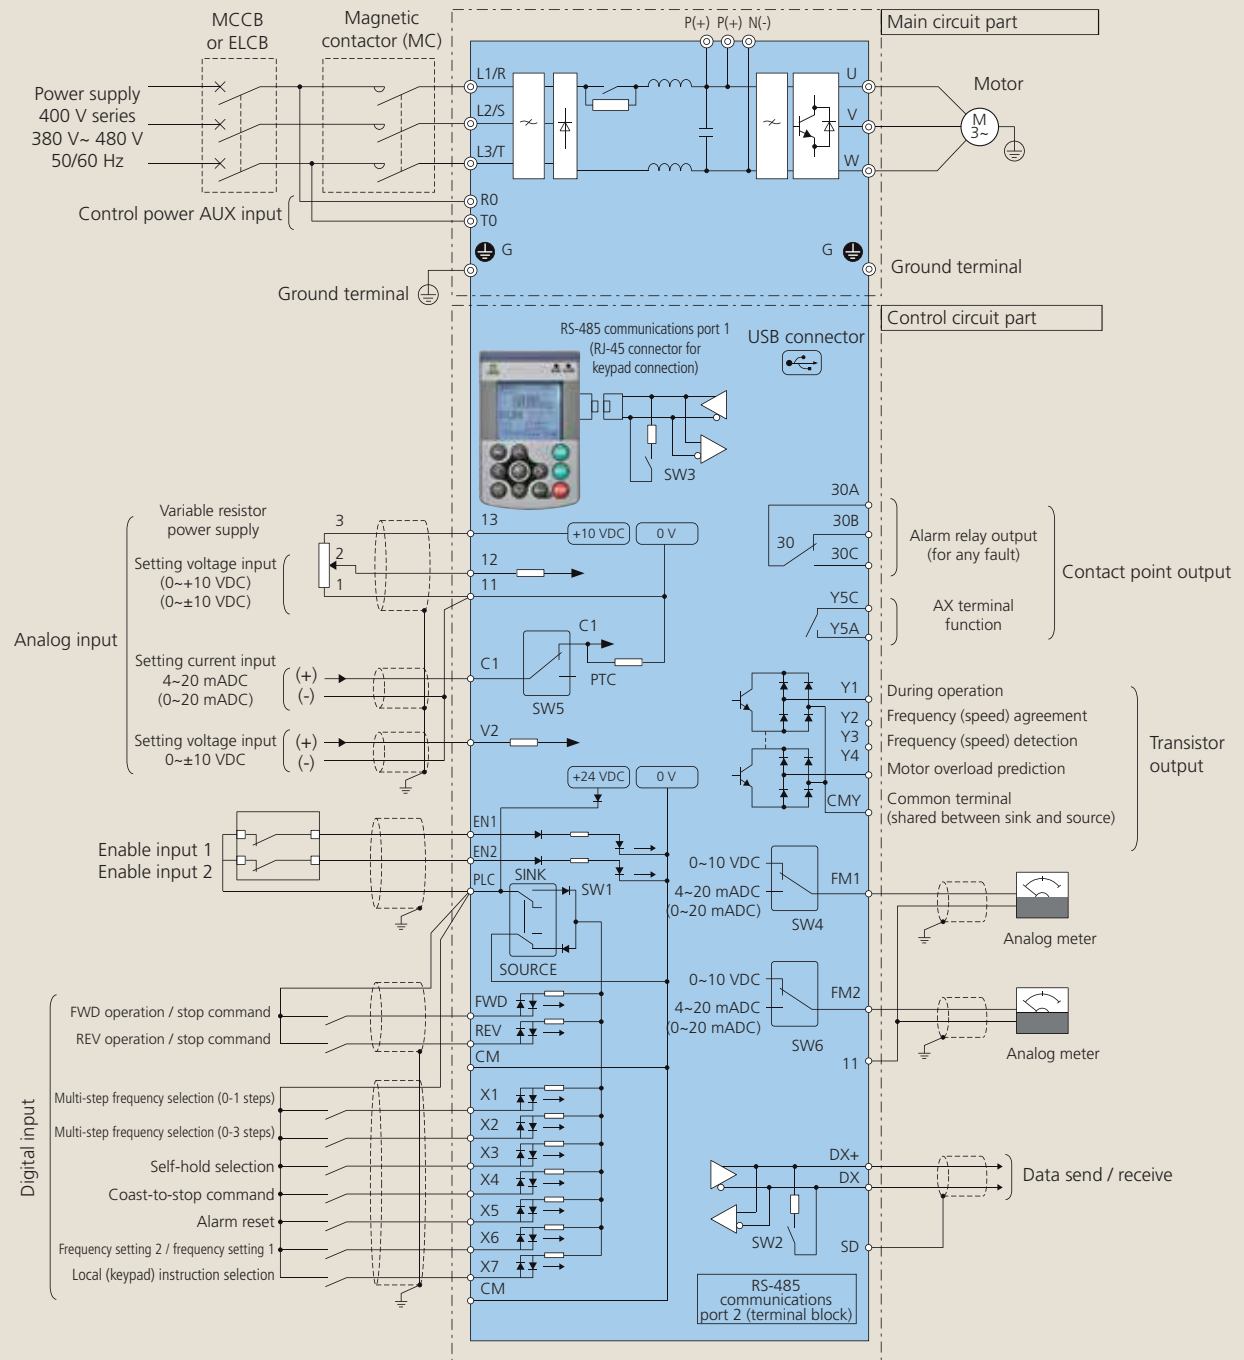 MCCB
or ELCB
Magnetic
contactor (MC)
P(+) P(+) N(-)
Main circuit part
Power supply
400 V series
380 V~ 480 V
50/60 Hz
L1/R
L2/S
L3/T
U
V
W
Motor
M
3~
Control power AUX input
R0
T0
G
G
Ground terminal
Ground terminal
Control circuit part
RS-485 communications port 1
(RJ-45 connector for
keypad connection)
USB connector
SW3
Analog input
Variable resistor
power supply
Setting voltage input
(0~+10 VDC)
(0~±10 VDC)
3
2
1
13
12
11
+10 VDC
0 V
Setting current input
4~20 mADC
(0~20 mADC)
(+)
(-)
C1
C1
PTC
SW5
Setting voltage input
0~±10 VDC
(+)
(-)
V2
+24 VDC
0 V
30A
30B
30C
30
Alarm relay output
(for any fault)
Contact point output
Y5C
Y5A
AX terminal
function
Y1
Y2
Y3
Y4
CMY
During operation
Frequency (speed) agreement
Frequency (speed) detection
Motor overload prediction
Common terminal
(shared between sink and source)
Transistor
output
Enable input 1
Enable input 2
EN1
EN2
PLC
SINK
SW1
SOURCE
0~10 VDC
4~20 mADC
(0~20 mADC)
SW4
FM1
Analog meter
0~10 VDC
4~20 mADC
(0~20 mADC)
SW6
FM2
Analog meter
11
Digital input
FWD operation / stop command
REV operation / stop command
FWD
REV
CM
Multi-step frequency selection (0-1 steps)
Multi-step frequency selection (0-3 steps)
Self-hold selection
Coast-to-stop command
Alarm reset
Frequency setting 2 / frequency setting 1
Local (keypad) instruction selection
X1
X2
X3
X4
X5
X6
X7
CM
DX+
DX
SD
SW2
Data send / receive
RS-485
communications
port 2 (terminal block)